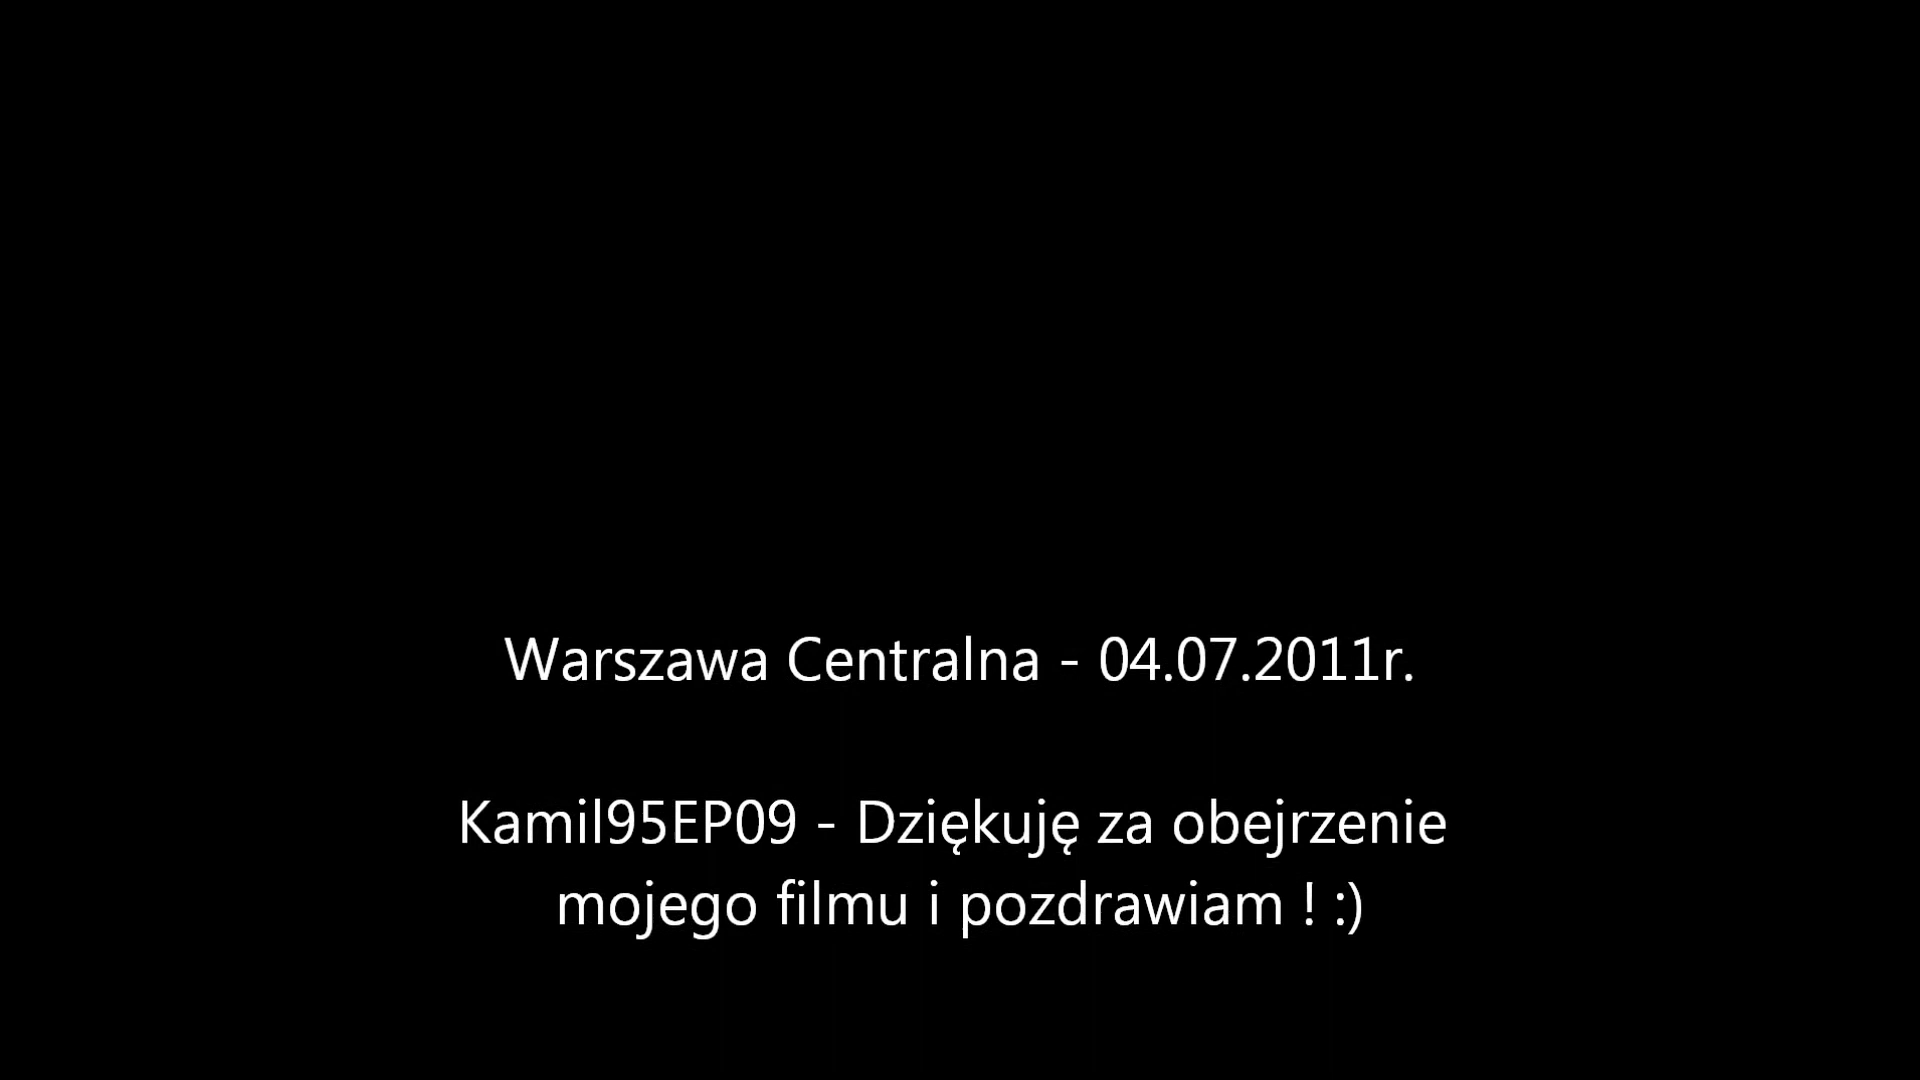 Warszawa Centralna - 04.07.2011r.
Kamil95EP09 - Dziękuję za obejrzenie
mojego filmu i pozdrawiam ! :)